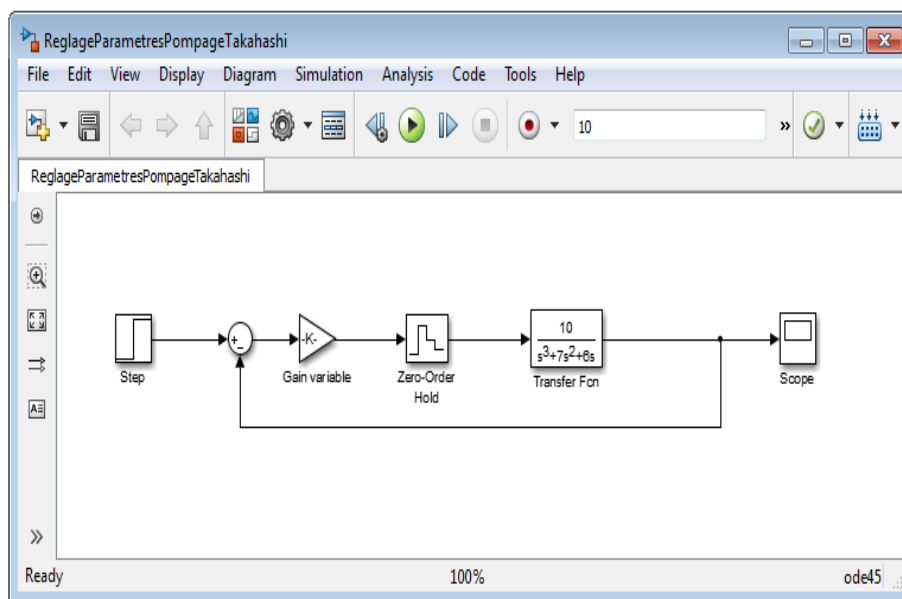 ReglageParametresPompageTakahashi
File Edit View Display Diagram Simulation Analysis Code Tools Help
10 »
ReglageParametresPompageTakahashi
+
-
-K-
10
s³+7s²+6s
Step
Gain variable
Zero-Order
Hold
Transfer Fcn
Scope
A
»
Ready 100% ode45